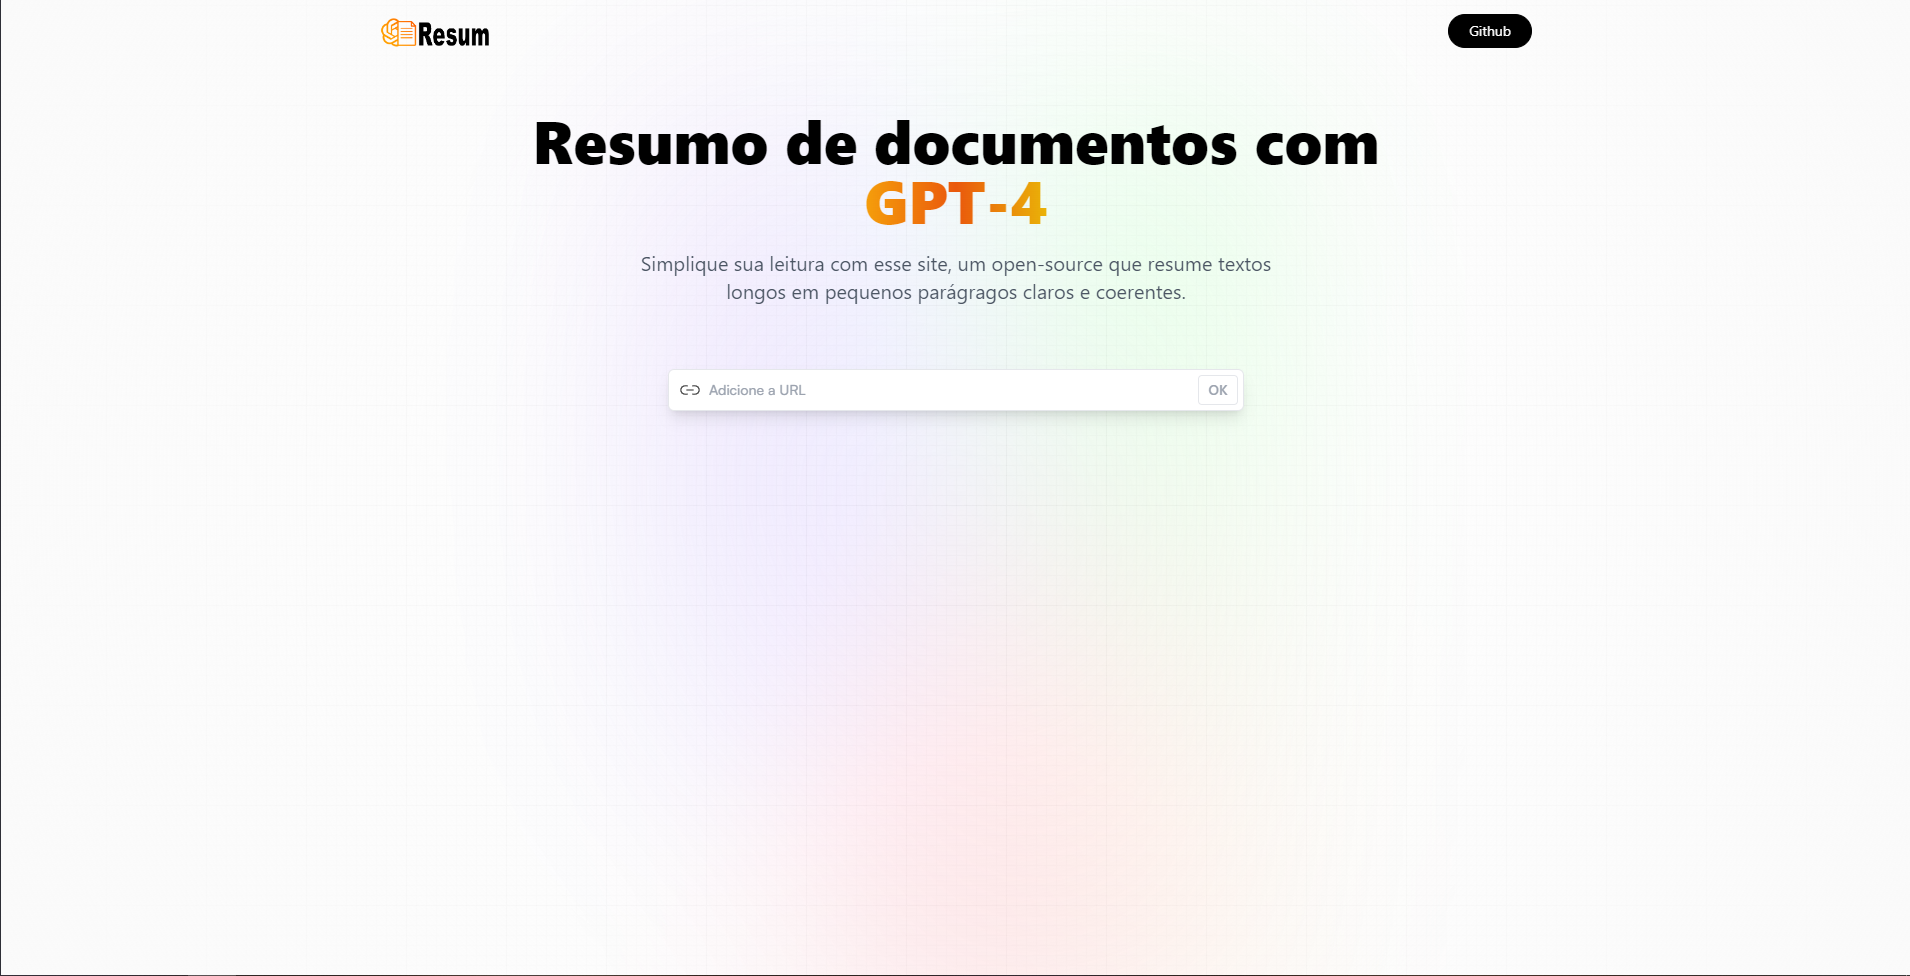 Resum
Github
Resumo de documentos com
GPT-4
Simplique sua leitura com esse site, um open-source que resume textos
longos em pequenos parágragos claros e coerentes.
Adicione a URL
OK